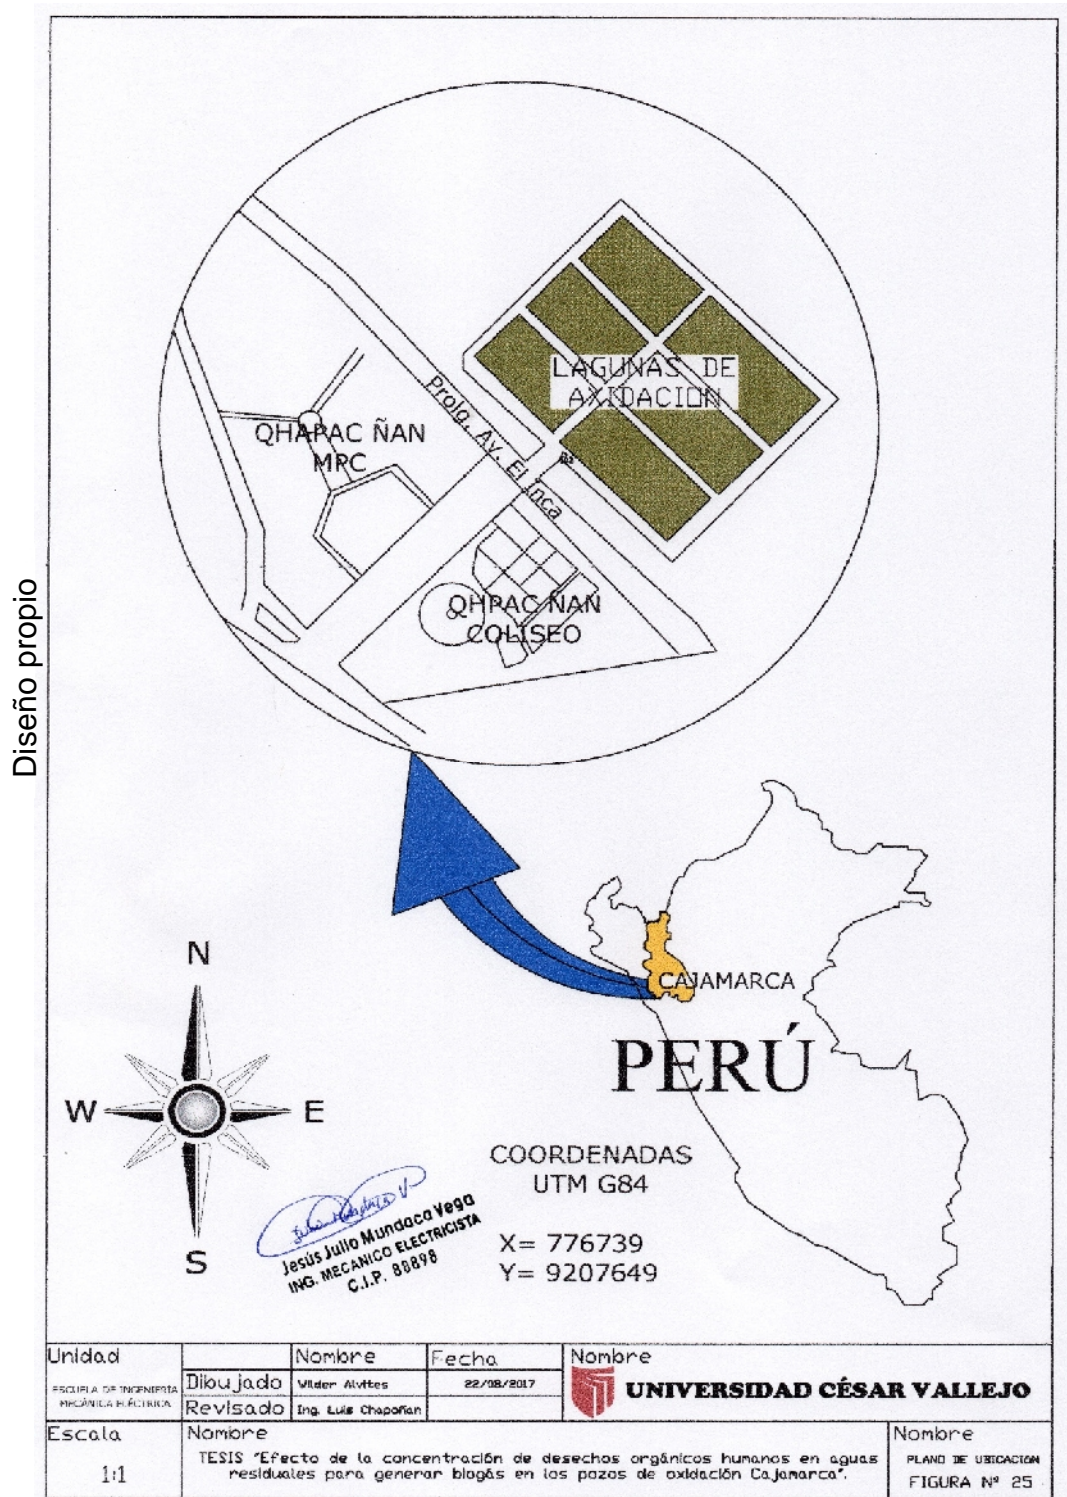 LAGUNAS DE
AXIDACION
Prolg. Av. El Inca
QHAPAC ÑAN
MPC
QHPAC ÑAN
COLISEO
Diseño propio
CAJAMARCA
PERÚ
N
W
E
S
COORDENADAS
UTM G84
X= 776739
Y= 9207649
Jesús Julio Mundaca Vega
ING. MECANICO ELECTRICISTA
C.I.P. 88898
Unidad
ESCUELA DE INGENIERÍA
MECÁNICA ELÉCTRICA
Nombre
Fecha
Dibujado
Wilder Alvites
22/08/2017
Revisado
Ing. Luis Chapoñan
Nombre
UNIVERSIDAD CÉSAR VALLEJO
Escala
1:1
Nombre
TESIS "Efecto de la concentración de desechos orgánicos humanos en aguas
residuales para generar biogás en los pozos de oxidación Cajamarca".
Nombre
PLANO DE UBICACION
FIGURA Nº 25